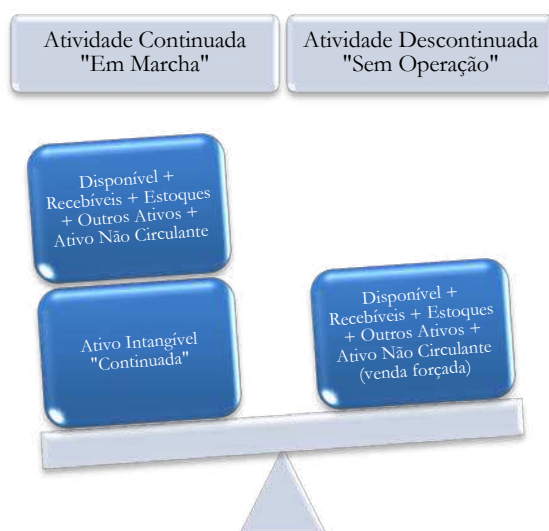 Atividade Continuada
"Em Marcha"
Atividade Descontinuada
"Sem Operação"
Disponível +
Recebíveis + Estoques
+ Outros Ativos +
Ativo Não Circulante
Ativo Intangível
"Continuada"
Disponível +
Recebíveis + Estoques
+ Outros Ativos +
Ativo Não Circulante
(venda forçada)